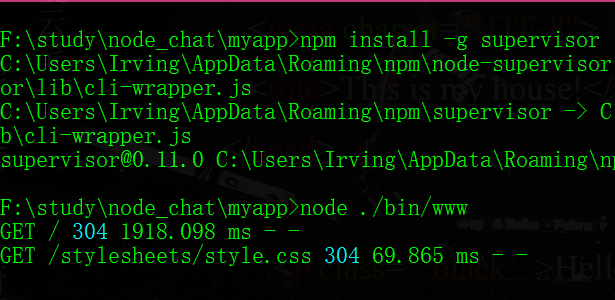 F:\study\node_chat\myapp>npm install -g supervisor
C:\Users\Irving\AppData\Roaming\npm\node-supervisor
or\lib\cli-wrapper.js
C:\Users\Irving\AppData\Roaming\npm\supervisor -> C
b\cli-wrapper.js
supervisor@0.11.0 C:\Users\Irving\AppData\Roaming\np
F:\study\node_chat\myapp>node ./bin/www
GET / 304 1918.098 ms - -
GET /stylesheets/style.css 304 69.865 ms - -